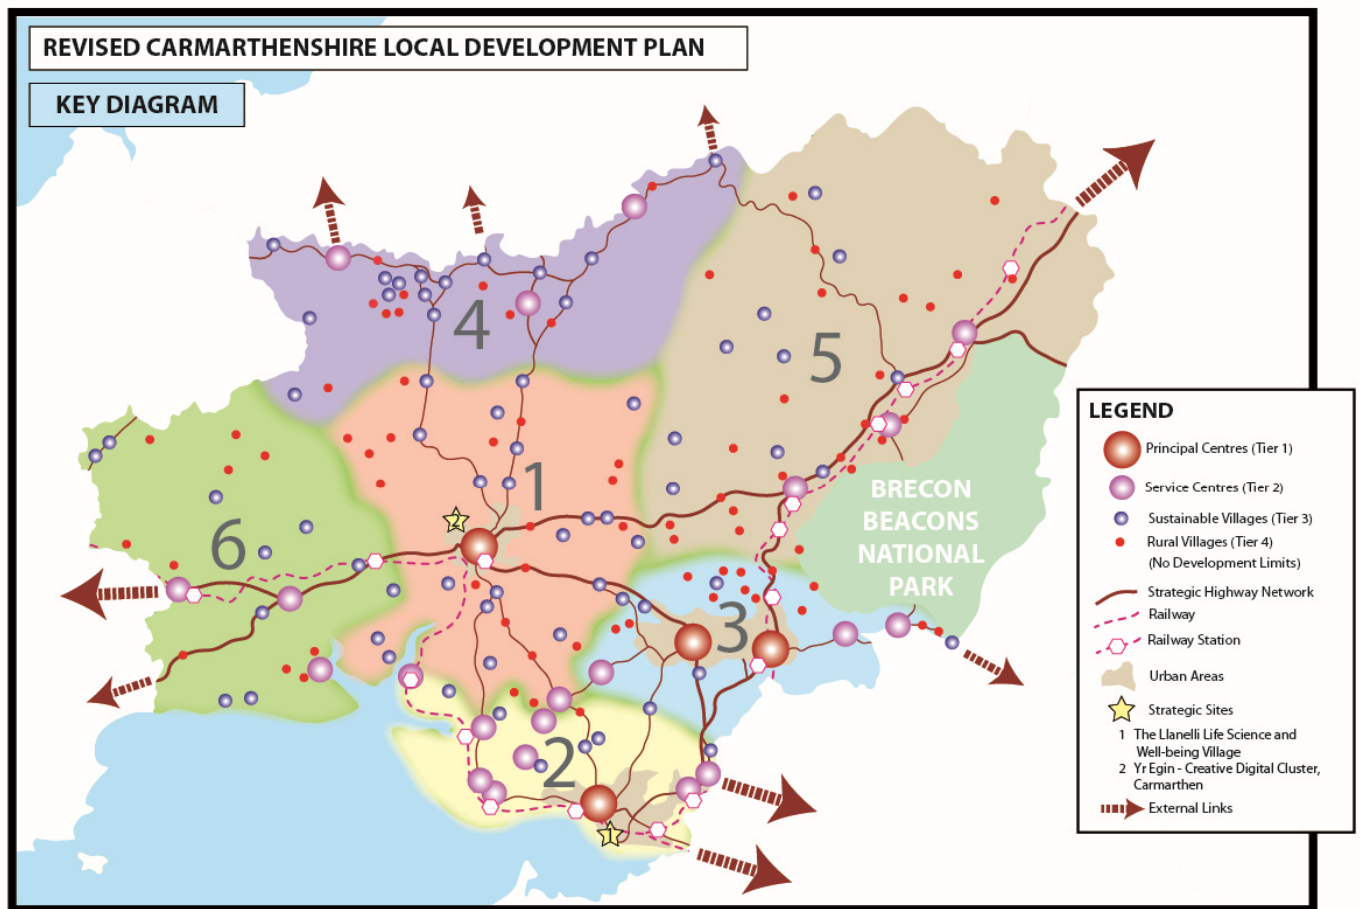 REVISED CARMARTHENSHIRE LOCAL DEVELOPMENT PLAN
KEY DIAGRAM
4
5
1
2
6
BRECON
BEACONS
NATIONAL
PARK
3
2
1
LEGEND
Principal Centres (Tier 1)
Service Centres (Tier 2)
Sustainable Villages (Tier 3)
Rural Villages (Tier 4)
(No Development Limits)
Strategic Highway Network
Railway
Railway Station
Urban Areas
Strategic Sites
1 The Llanelli Life Science and
Well-being Village
2 Yr Egin - Creative Digital Cluster,
Carmarthen
External Links